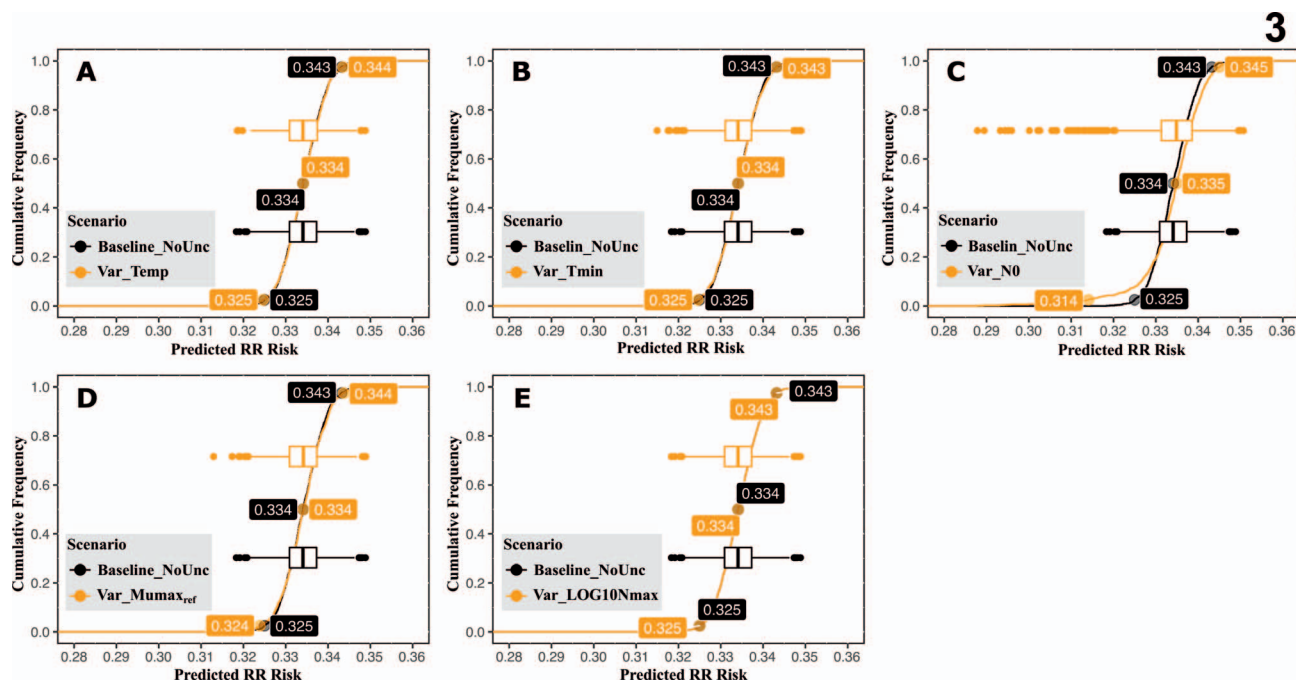 3
A
Cumulative Frequency
1.0
0.8
0.6
0.4
0.2
0.0
0.343
0.344
0.334
0.334
Scenario
Baseline_NoUnc
Var_Temp
0.325
0.325
0.28 0.29 0.30 0.31 0.32 0.33 0.34 0.35 0.36
Predicted RR Risk
B
Cumulative Frequency
1.0
0.8
0.6
0.4
0.2
0.0
0.343
0.343
0.334
0.334
Scenario
Baselin_NoUnc
Var_Tmin
0.325
0.325
0.28 0.29 0.30 0.31 0.32 0.33 0.34 0.35 0.36
Predicted RR Risk
C
Cumulative Frequency
1.0
0.8
0.6
0.4
0.2
0.0
0.343
0.345
0.334
0.335
Scenario
Baselin_NoUnc
Var_N0
0.314
0.325
0.28 0.29 0.30 0.31 0.32 0.33 0.34 0.35 0.36
Predicted RR Risk
D
Cumulative Frequency
1.0
0.8
0.6
0.4
0.2
0.0
0.343
0.344
0.334
0.334
Scenario
Baseline_NoUnc
Var_Mumaxref
0.324
0.325
0.28 0.29 0.30 0.31 0.32 0.33 0.34 0.35 0.36
Predicted RR Risk
E
Cumulative Frequency
1.0
0.8
0.6
0.4
0.2
0.0
0.343
0.343
0.334
0.334
Scenario
Baseline_NoUnc
Var_LOG10Nmax
0.325
0.325
0.28 0.29 0.30 0.31 0.32 0.33 0.34 0.35 0.36
Predicted RR Risk